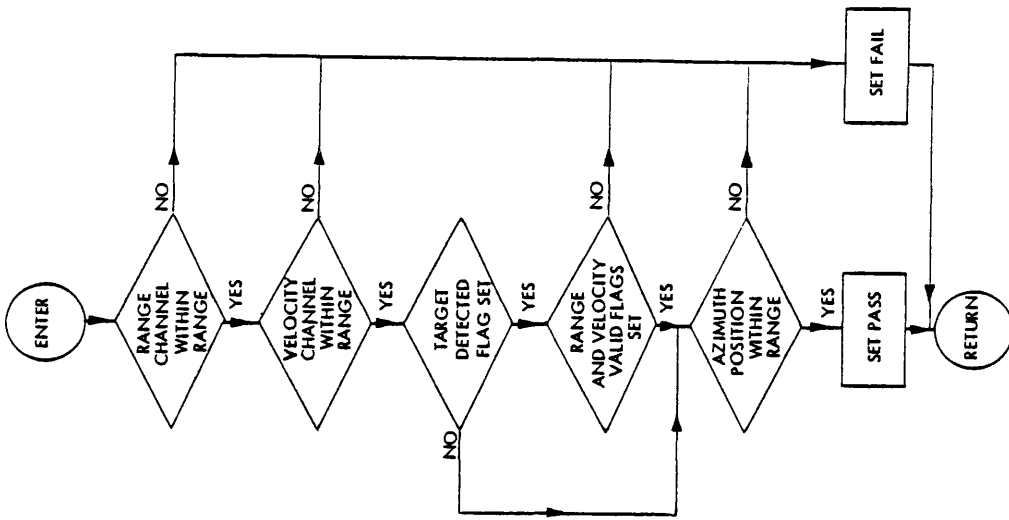 ENTER
RANGE
CHANNEL
WITHIN
RANGE
NO
YES
VELOCITY
CHANNEL
WITHIN
RANGE
NO
YES
TARGET
DETECTED
FLAG SET
NO
YES
RANGE
AND VELOCITY
VALID FLAGS
SET
NO
YES
AZIMUTH
POSITION
WITHIN
RANGE
NO
YES
SET PASS
SET FAIL
RETURN